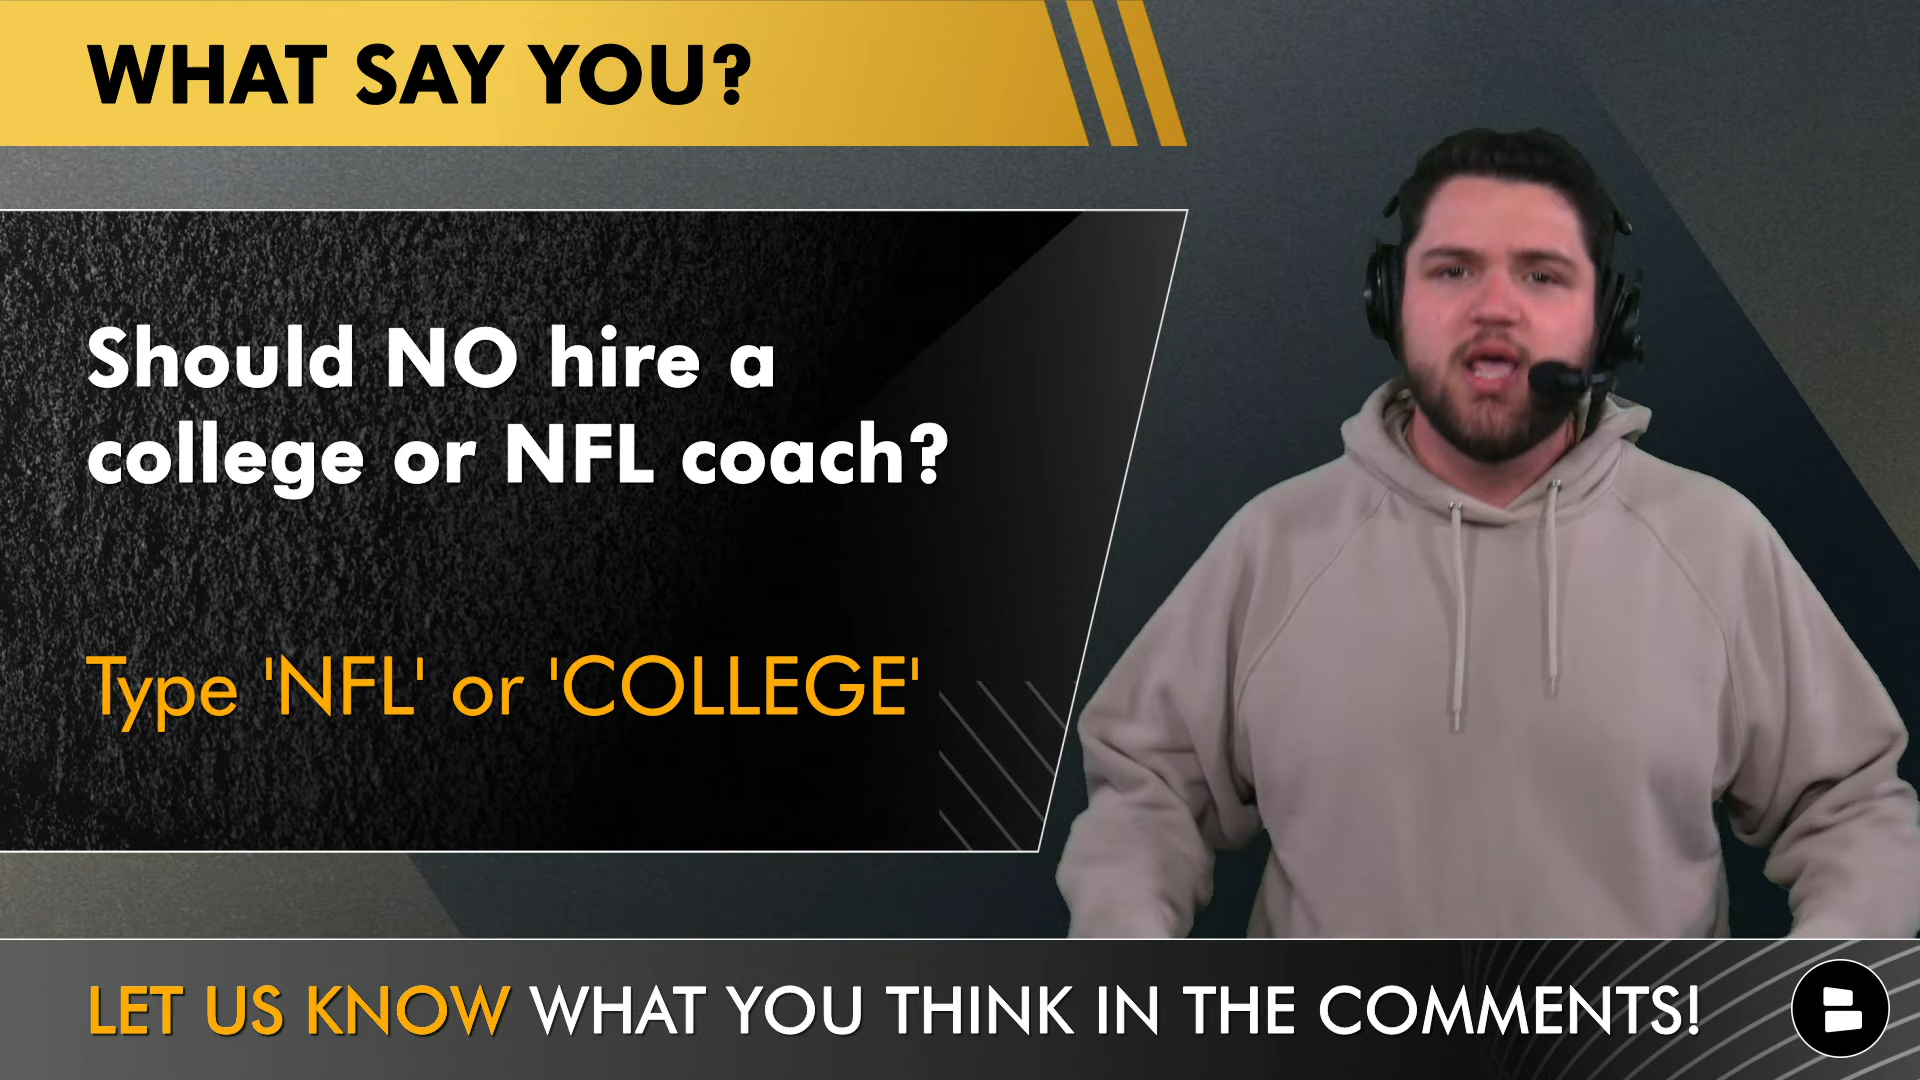 WHAT SAY YOU?
Should NO hire a
college or NFL coach?
Type 'NFL' or 'COLLEGE'
LET US KNOW WHAT YOU THINK IN THE COMMENTS!